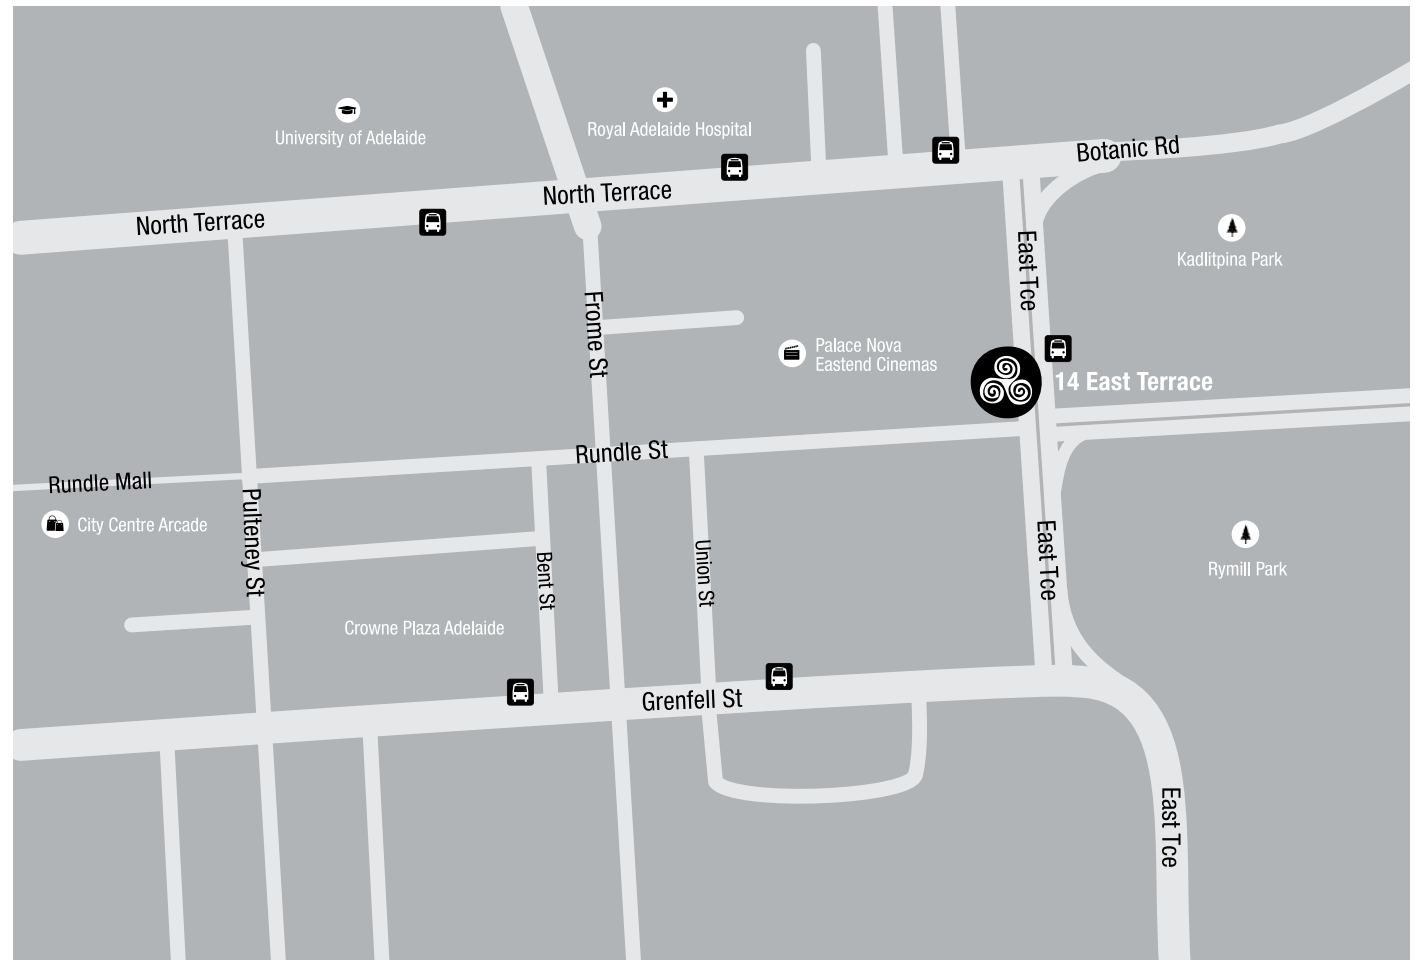 University of Adelaide
Royal Adelaide Hospital
Botanic Rd
North Terrace
North Terrace
East Tce
Kadlitpina Park
Frome St
Palace Nova
Eastend Cinemas
14 East Terrace
Rundle St
Rundle Mall
City Centre Arcade
Pulteney St
Bent St
Union St
East Tce
Rymill Park
Crowne Plaza Adelaide
Grenfell St
East Tce